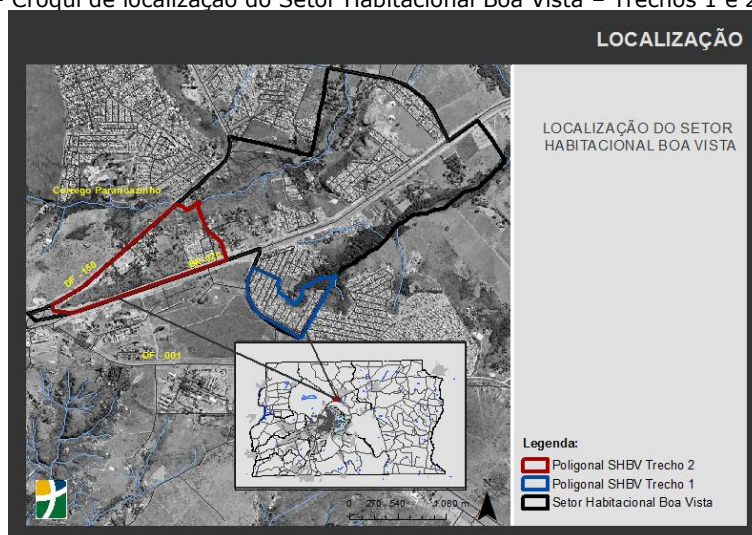 Croqui de localização do Setor Habitacional Boa Vista – Trechos 1 e 2
LOCALIZAÇÃO
LOCALIZAÇÃO DO SETOR
HABITACIONAL BOA VISTA
Córrego Paranoazinho
DF - 150
BR-020
DF - 001
Legenda:
Poligonal SHBV Trecho 2
Poligonal SHBV Trecho 1
Setor Habitacional Boa Vista
0 270 540 1.080 m